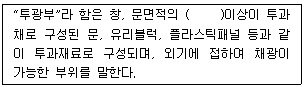 "투광부"라 함은 창, 문면적의 (     )이상이 투과
채로 구성된 문, 유리블럭, 플라스틱패널 등과 같
이 투과재료로 구성되며, 외기에 접하여 채광이
가능한 부위를 말한다.